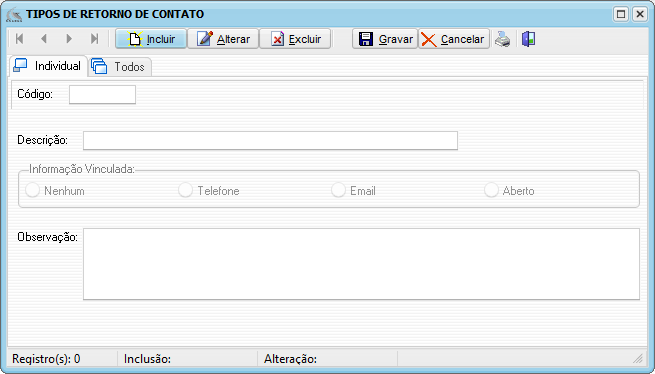 TIPOS DE RETORNO DE CONTATO
Incluir Alterar Excluir Gravar Cancelar
Individual Todos
Código:
Descrição:
Informação Vinculada:
Nenhum Telefone Email Aberto
Observação:
Registro(s): 0 Inclusão: Alteração: